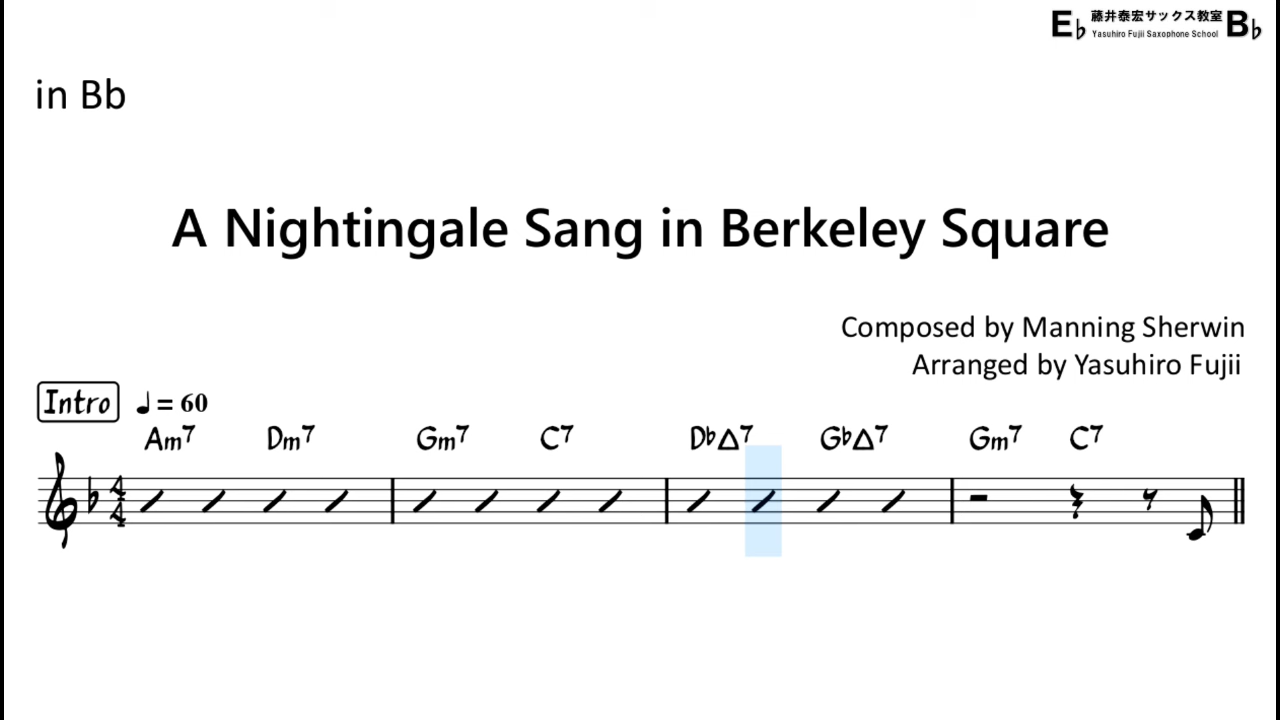 E♭ 藤井泰宏サックス教室 B♭
Yasuhiro Fujii Saxophone School
in Bb
A Nightingale Sang in Berkeley Square
Composed by Manning Sherwin
Arranged by Yasuhiro Fujii
Intro ♩ = 60
Am7 Dm7 Gm7 C7 D♭△7 G♭△7 Gm7 C7
4
4